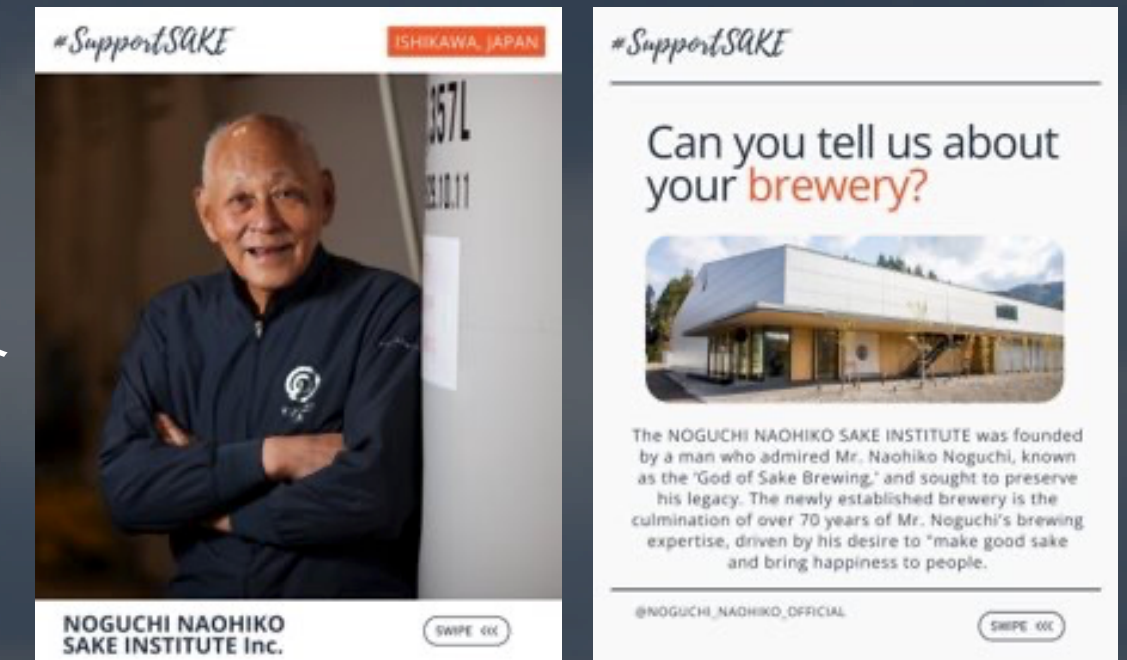 #SupportSAKE
ISHIKAWA, JAPAN
357L
29.10.11
NOGUCHI NAOHIKO
SAKE INSTITUTE Inc.
SWIPE <<<
#SupportSAKE
Can you tell us about
your brewery?
The NOGUCHI NAOHIKO SAKE INSTITUTE was founded
by a man who admired Mr. Naohiko Noguchi, known
as the 'God of Sake Brewing,' and sought to preserve
his legacy. The newly established brewery is the
culmination of over 70 years of Mr. Noguchi's brewing
expertise, driven by his desire to "make good sake
and bring happiness to people.
@NOGUCHI_NAOHIKO_OFFICIAL
SWIPE <<<